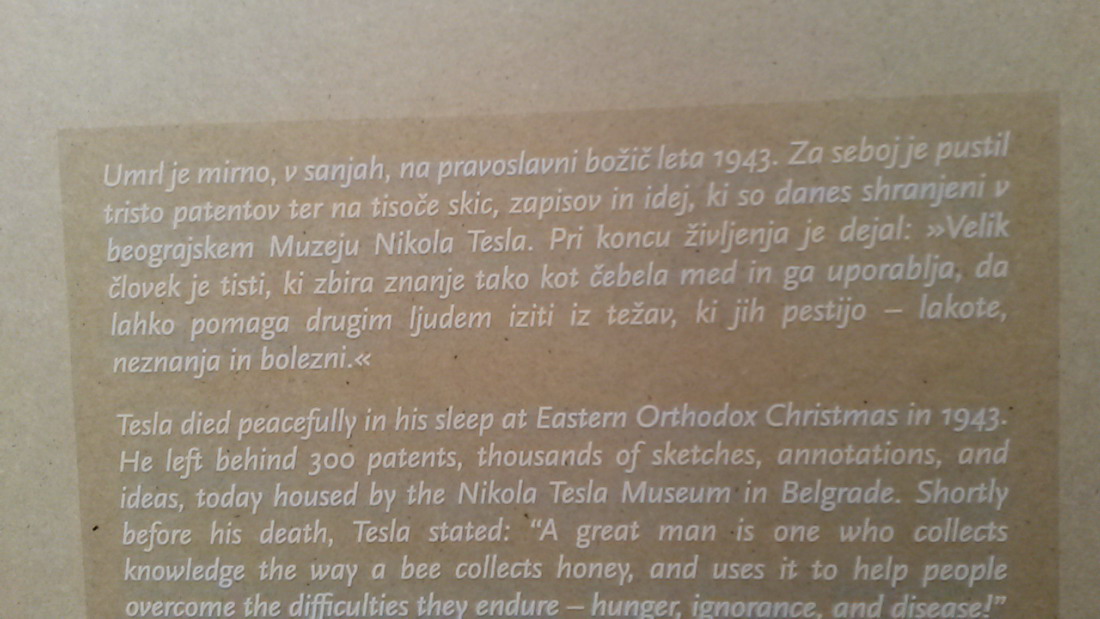 Umrl je mirno, v sanjah, na pravoslavni božič leta 1943. Za seboj je pustil
tristo patentov ter na tisoče skic, zapisov in idej, ki so danes shranjeni v
beograjskem Muzeju Nikola Tesla. Pri koncu življenja je dejal: »Velik
človek je tisti, ki zbira znanje tako kot čebela med in ga uporablja, da
lahko pomaga drugim ljudem iziti iz težav, ki jih pestijo – lakote,
neznanja in bolezni.«
Tesla died peacefully in his sleep at Eastern Orthodox Christmas in 1943.
He left behind 300 patents, thousands of sketches, annotations, and
ideas, today housed by the Nikola Tesla Museum in Belgrade. Shortly
before his death, Tesla stated: “A great man is one who collects
knowledge the way a bee collects honey, and uses it to help people
overcome the difficulties they endure – hunger, ignorance, and disease!”